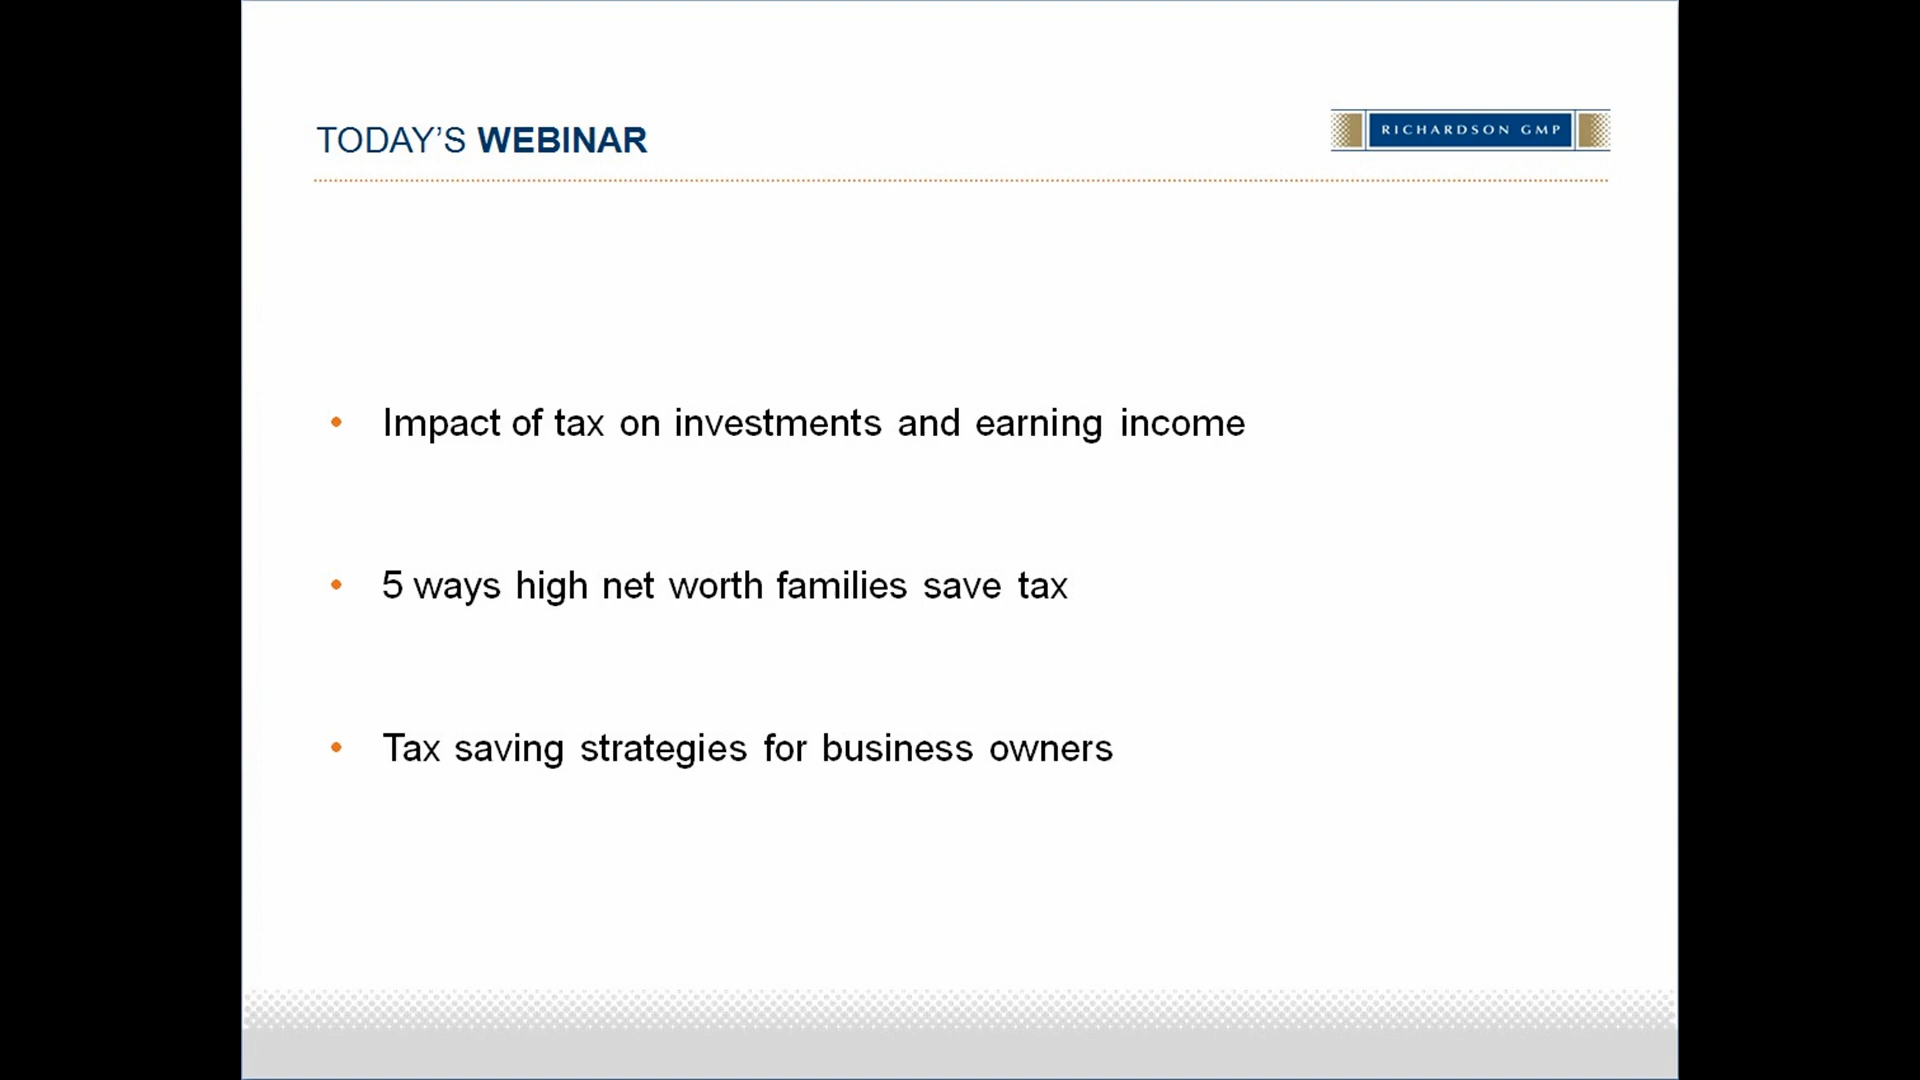 TODAY'S WEBINAR
RICHARDSON GMP
• Impact of tax on investments and earning income
• 5 ways high net worth families save tax
• Tax saving strategies for business owners